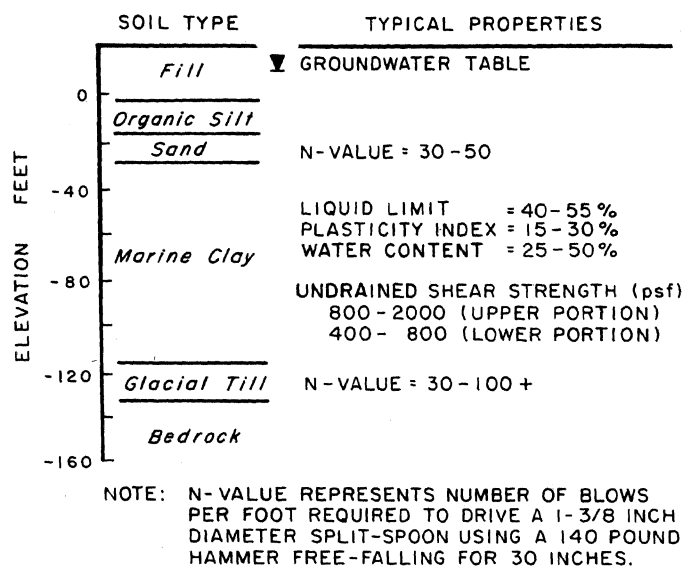 SOIL TYPE TYPICAL PROPERTIES
Fill GROUNDWATER TABLE
0
Organic Silt
Sand N-VALUE = 30-50
-40
LIQUID LIMIT = 40-55%
PLASTICITY INDEX = 15-30%
Marine Clay WATER CONTENT = 25-50%
-80
UNDRAINED SHEAR STRENGTH (psf)
800-2000 (UPPER PORTION)
400- 800 (LOWER PORTION)
-120 Glacial Till N-VALUE = 30-100+
Bedrock
-160
ELEVATION FEET
NOTE: N-VALUE REPRESENTS NUMBER OF BLOWS
PER FOOT REQUIRED TO DRIVE A 1-3/8 INCH
DIAMETER SPLIT-SPOON USING A 140 POUND
HAMMER FREE-FALLING FOR 30 INCHES.